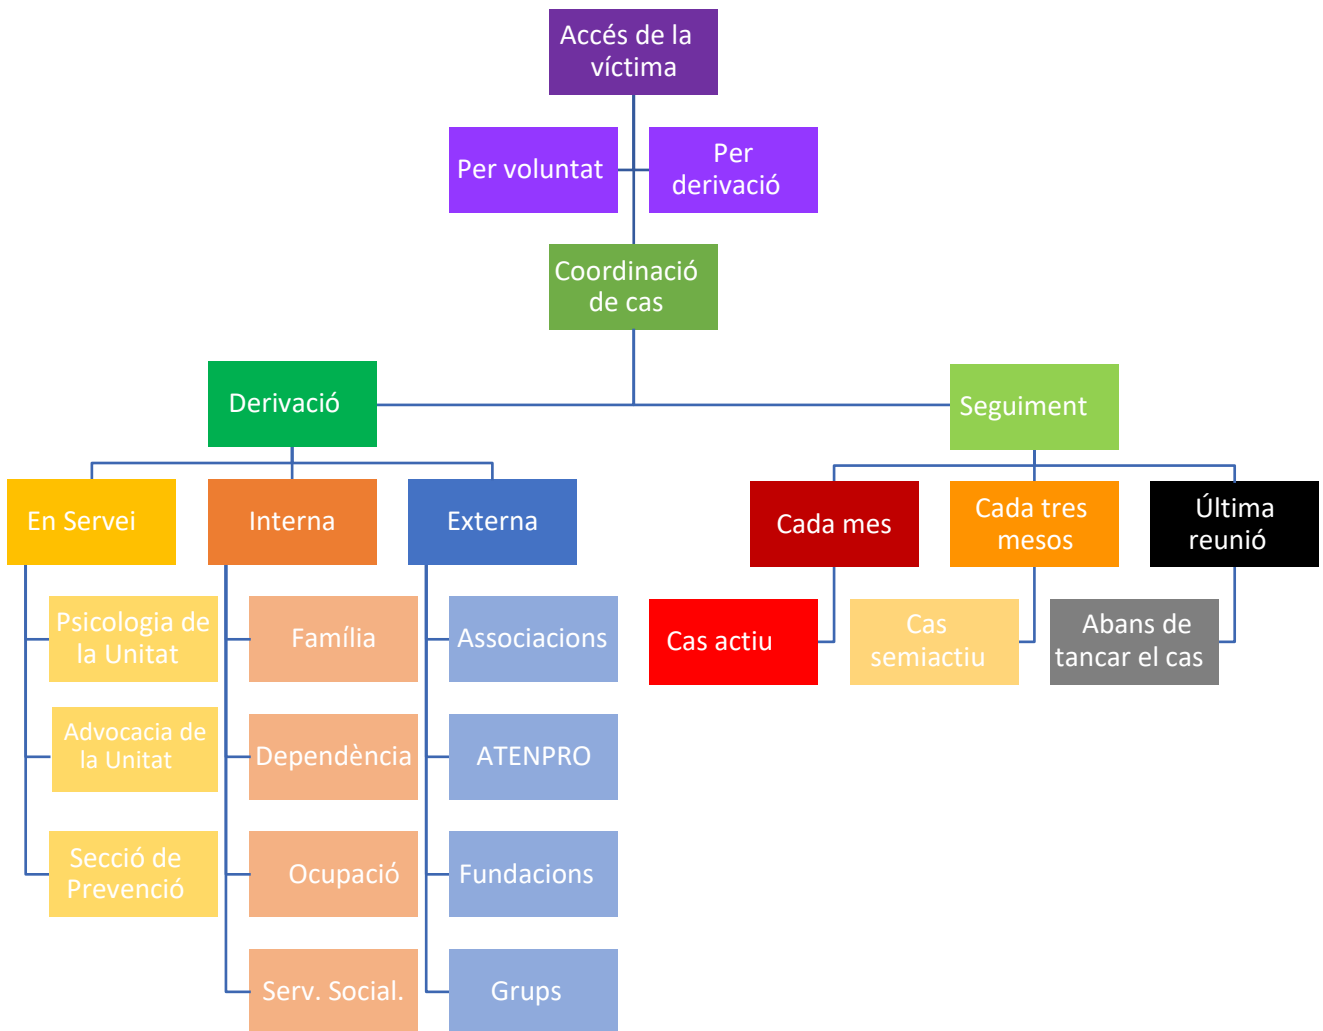 Accés de la
víctima
Per voluntat
Per
derivació
Coordinació
de cas
Derivació
Seguiment
En Servei
Interna
Externa
Cada mes
Cada tres
mesos
Última
reunió
Psicologia de
la Unitat
Família
Associacions
Cas actiu
Cas
semiactiu
Abans de
tancar el cas
Advocacia de
la Unitat
Dependència
ATENPRO
Secció de
Prevenció
Ocupació
Fundacions
Serv. Social.
Grups